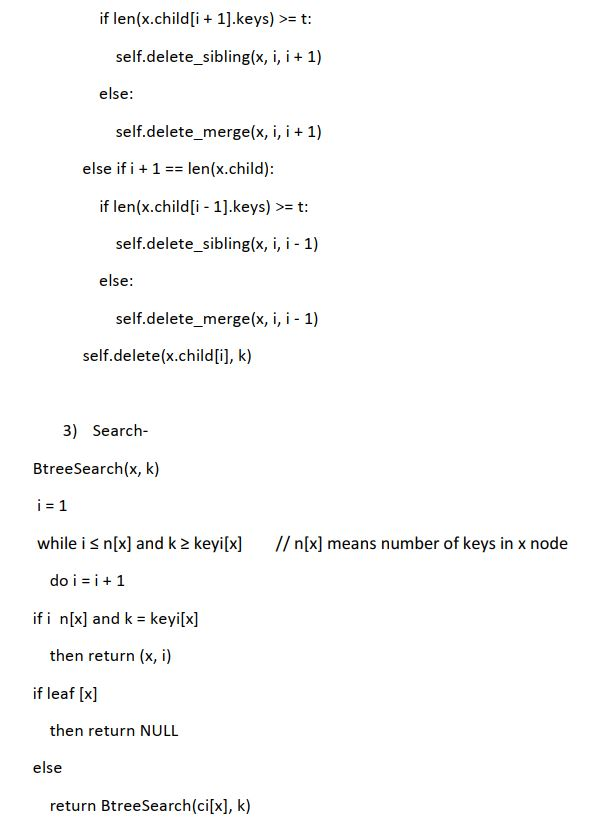 if len(x.child[i + 1].keys) >= t:
self.delete_sibling(x, i, i + 1)
else:
self.delete_merge(x, i, i + 1)
else if i + 1 == len(x.child):
if len(x.child[i - 1].keys) >= t:
self.delete_sibling(x, i, i - 1)
else:
self.delete_merge(x, i, i - 1)
self.delete(x.child[i], k)
3) Search-
BtreeSearch(x, k)
i = 1
while i ≤ n[x] and k ≥ keyi[x] // n[x] means number of keys in x node
do i = i + 1
if i n[x] and k = keyi[x]
then return (x, i)
if leaf [x]
then return NULL
else
return BtreeSearch(ci[x], k)